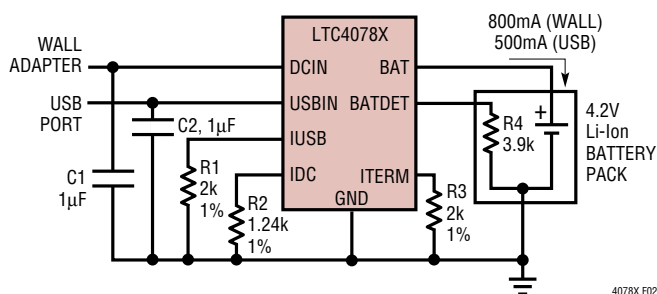 800mA (WALL)
500mA (USB)
LTC4078X
WALL
ADAPTER
DCIN
BAT
USB
PORT
USBIN
BATDET
C2, 1µF
IUSB
R4
3.9k
+
4.2V
Li-Ion
BATTERY
PACK
C1
1µF
R1
2k
1%
IDC
R2
1.24k
1%
ITERM
GND
R3
2k
1%
4078X F02